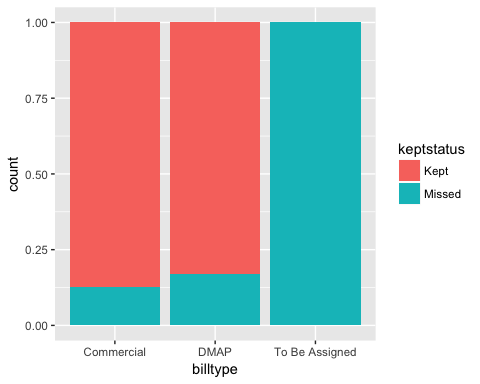 1.00
0.75
0.50
0.25
0.00
count
Commercial
DMAP
To Be Assigned
billtype
keptstatus
Kept
Missed